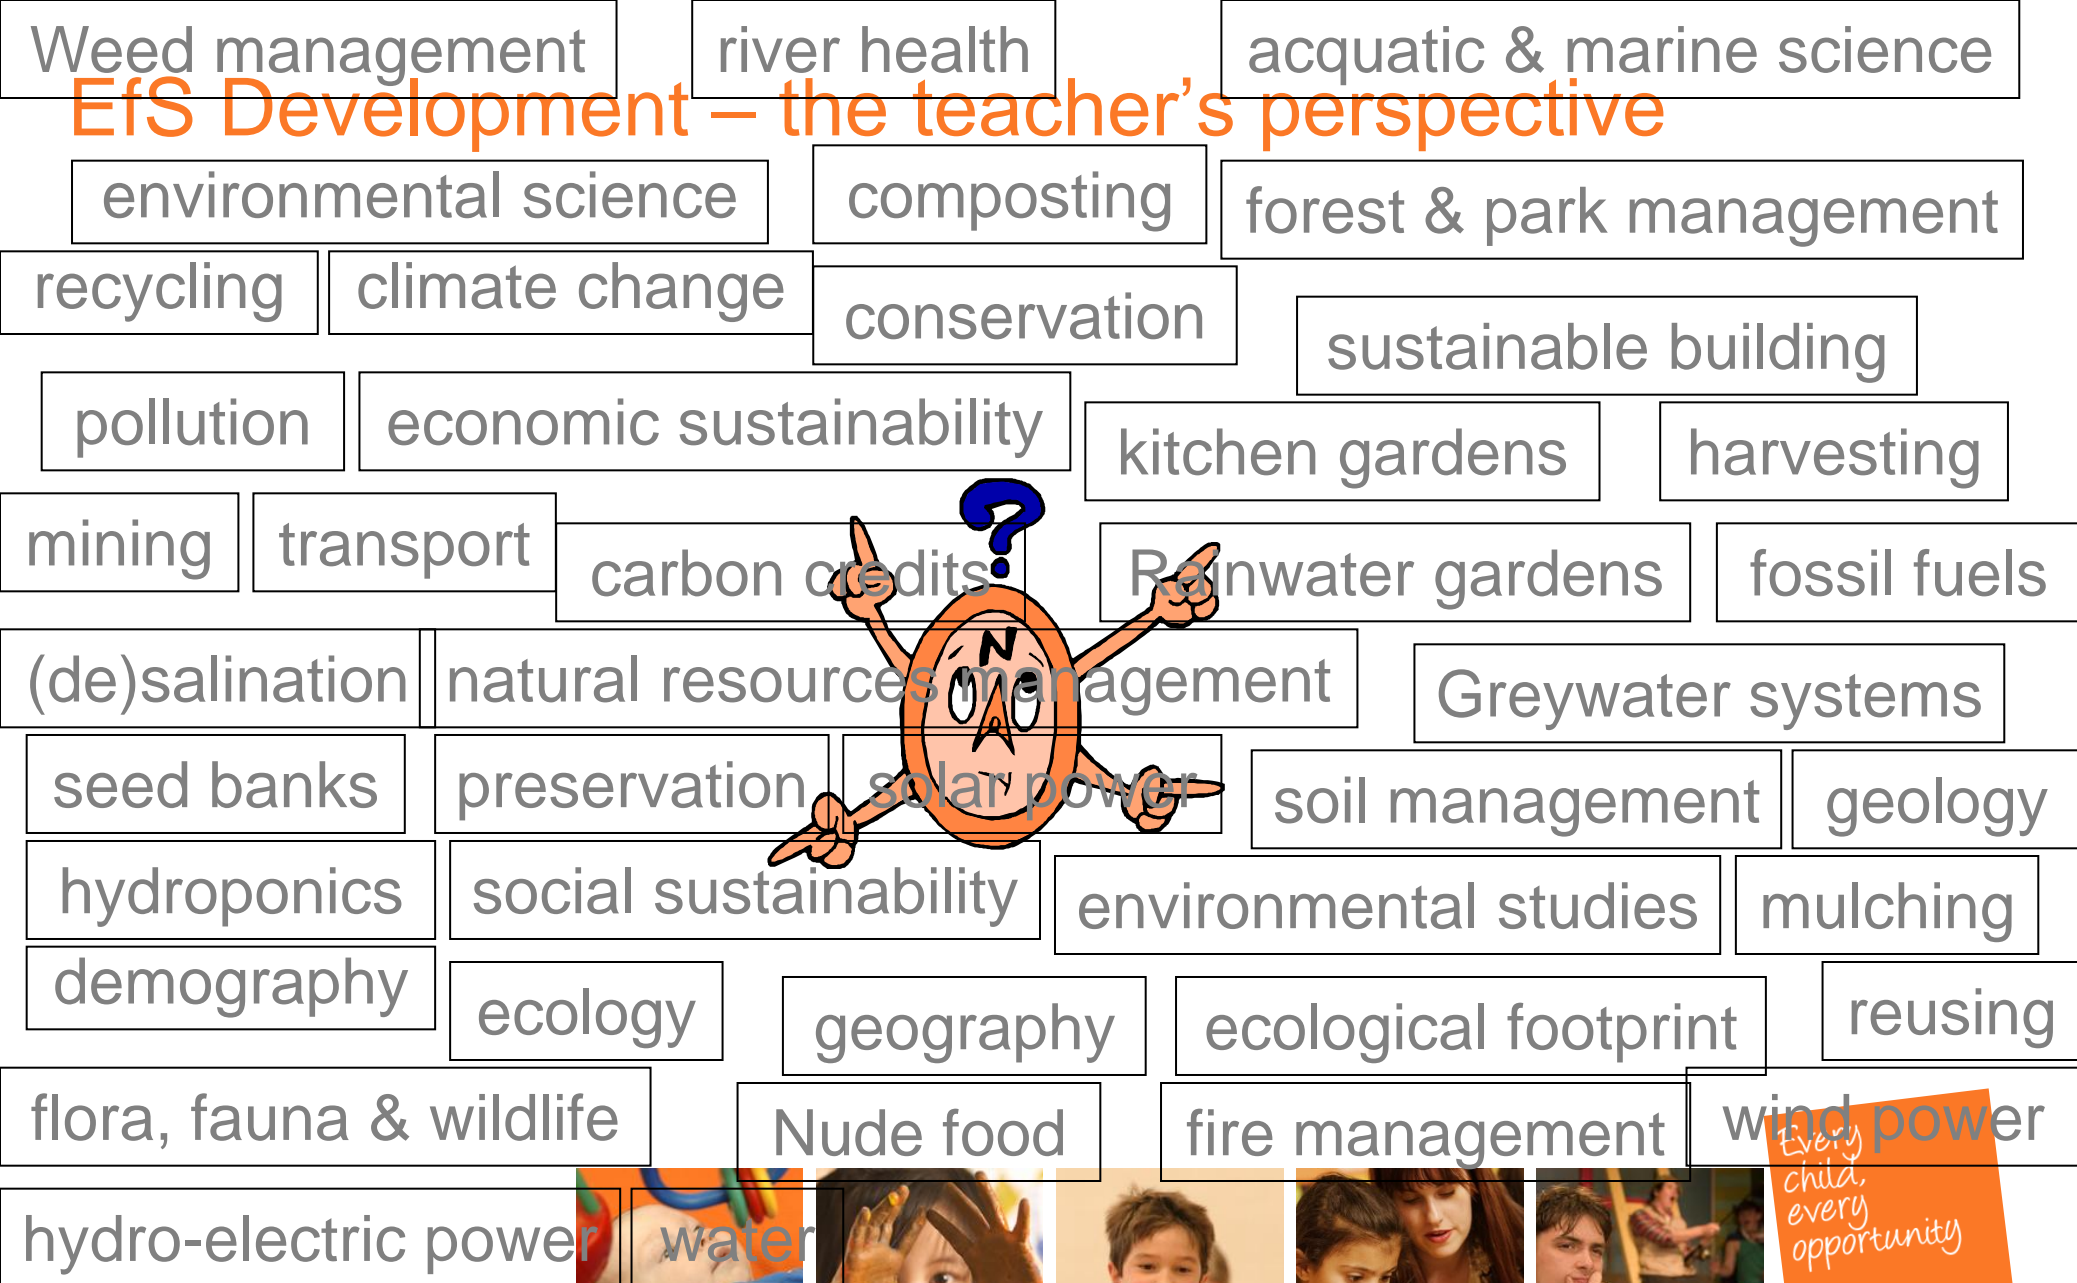 Weed management
river health
acquatic & marine science
EfS Development – the teacher's perspective
environmental science
composting
forest & park management
recycling
climate change
conservation
sustainable building
pollution
economic sustainability
kitchen gardens
harvesting
mining
transport
?
carbon credits
Rainwater gardens
fossil fuels
N
(de)salination
natural resources management
Greywater systems
seed banks
preservation
solar power
soil management
geology
hydroponics
social sustainability
environmental studies
mulching
demography
ecology
geography
ecological footprint
reusing
flora, fauna & wildlife
Nude food
fire management
wind power
Every
child,
every
opportunity
hydro-electric power
water